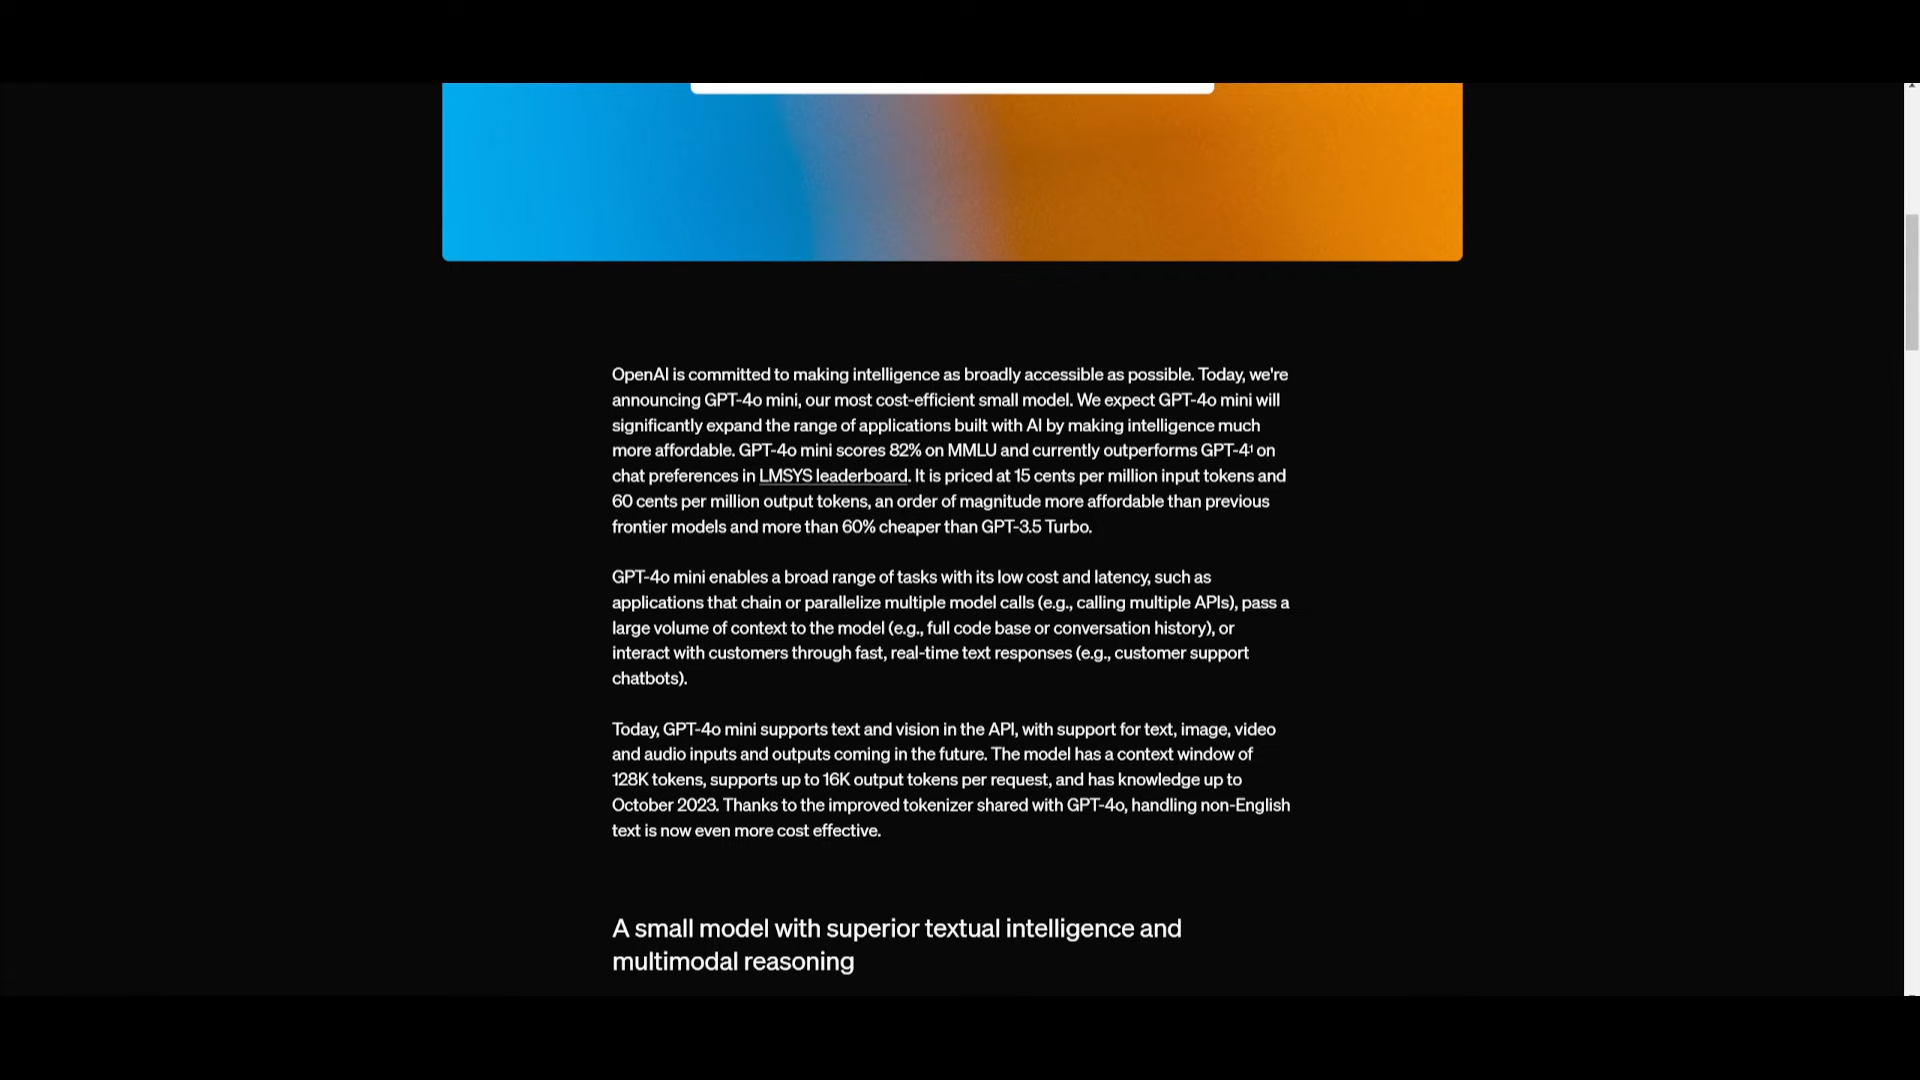 OpenAI is committed to making intelligence as broadly accessible as possible. Today, we're
announcing GPT-4o mini, our most cost-efficient small model. We expect GPT-4o mini will
significantly expand the range of applications built with AI by making intelligence much
more affordable. GPT-4o mini scores 82% on MMLU and currently outperforms GPT-4¹ on
chat preferences in LMSYS leaderboard. It is priced at 15 cents per million input tokens and
60 cents per million output tokens, an order of magnitude more affordable than previous
frontier models and more than 60% cheaper than GPT-3.5 Turbo.
GPT-4o mini enables a broad range of tasks with its low cost and latency, such as
applications that chain or parallelize multiple model calls (e.g., calling multiple APIs), pass a
large volume of context to the model (e.g., full code base or conversation history), or
interact with customers through fast, real-time text responses (e.g., customer support
chatbots).
Today, GPT-4o mini supports text and vision in the API, with support for text, image, video
and audio inputs and outputs coming in the future. The model has a context window of
128K tokens, supports up to 16K output tokens per request, and has knowledge up to
October 2023. Thanks to the improved tokenizer shared with GPT-4o, handling non-English
text is now even more cost effective.
A small model with superior textual intelligence and
multimodal reasoning